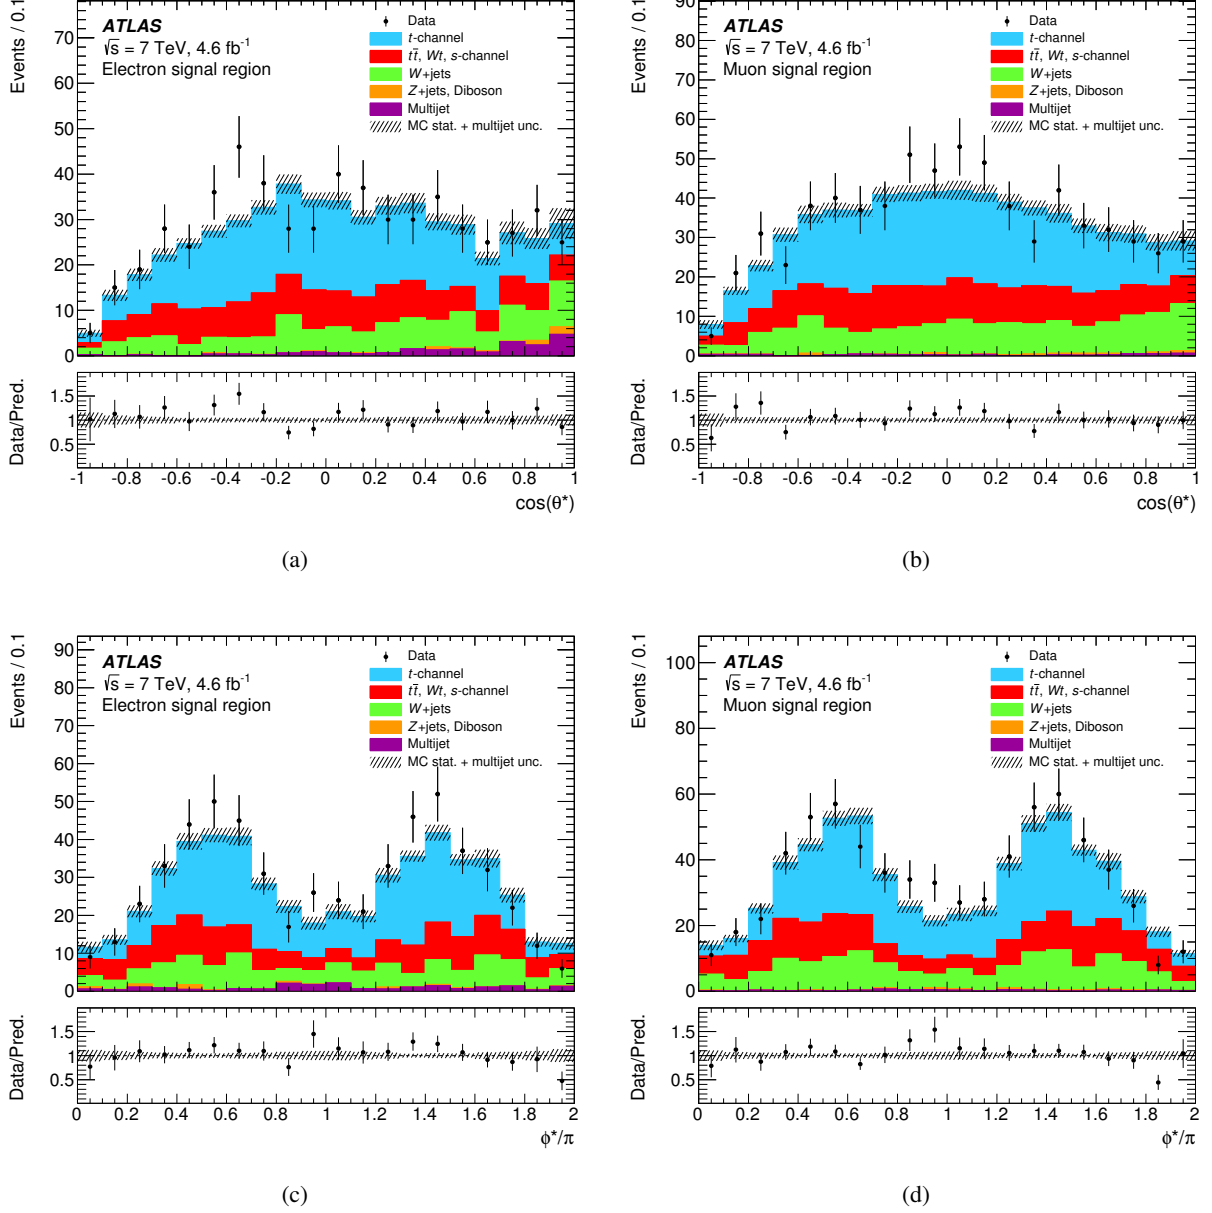 Events / 0.1
ATLAS
√s = 7 TeV, 4.6 fb⁻¹
Electron signal region
Data
t-channel
tt̄, Wt, s-channel
W+jets
Z+jets, Diboson
Multijet
MC stat. + multijet unc.
70
60
50
40
30
20
10
0
Data/Pred.
1.5
1
0.5
-1 -0.8 -0.6 -0.4 -0.2 0 0.2 0.4 0.6 0.8 1
cos(θ*)
(a)
Events / 0.1
ATLAS
√s = 7 TeV, 4.6 fb⁻¹
Muon signal region
Data
t-channel
tt̄, Wt, s-channel
W+jets
Z+jets, Diboson
Multijet
MC stat. + multijet unc.
90
80
70
60
50
40
30
20
10
0
Data/Pred.
1.5
1
0.5
-1 -0.8 -0.6 -0.4 -0.2 0 0.2 0.4 0.6 0.8 1
cos(θ*)
(b)
Events / 0.1
ATLAS
√s = 7 TeV, 4.6 fb⁻¹
Electron signal region
Data
t-channel
tt̄, Wt, s-channel
W+jets
Z+jets, Diboson
Multijet
MC stat. + multijet unc.
90
80
70
60
50
40
30
20
10
0
Data/Pred.
1.5
1
0.5
0 0.2 0.4 0.6 0.8 1 1.2 1.4 1.6 1.8 2
ϕ*/π
(c)
Events / 0.1
ATLAS
√s = 7 TeV, 4.6 fb⁻¹
Muon signal region
Data
t-channel
tt̄, Wt, s-channel
W+jets
Z+jets, Diboson
Multijet
MC stat. + multijet unc.
100
80
60
40
20
0
Data/Pred.
1.5
1
0.5
0 0.2 0.4 0.6 0.8 1 1.2 1.4 1.6 1.8 2
ϕ*/π
(d)